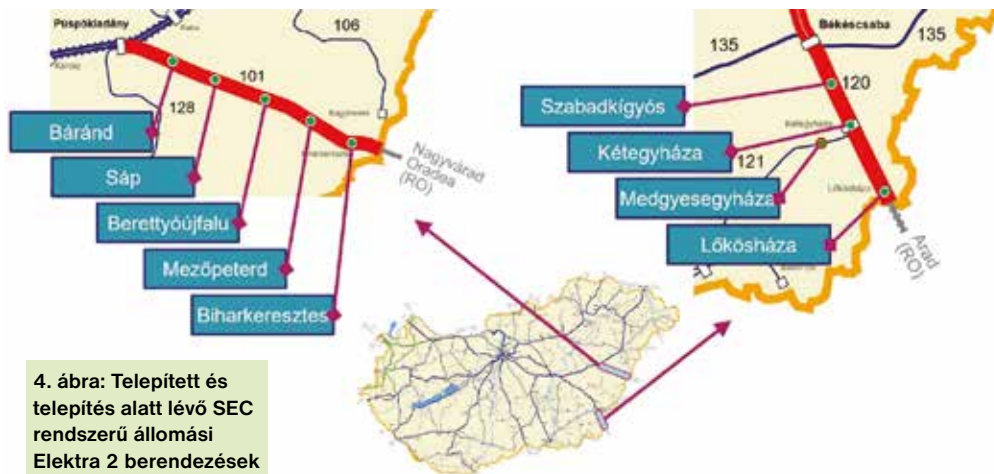 Püspökladány
106
101
128
Báránd
Sáp
Berettyóújfalu
Mezőpeterd
Biharkeresztes
Nagyvárad
Oradea
(RO)
Békéscsaba
135
135
120
Szabadkígyós
Kétegyháza
121
Medgyesegyháza
Lőkösháza
Lőkösháza
Arad
(RO)
4. ábra: Telepített és
telepítés alatt lévő SEC
rendszerű állomási
Elektra 2 berendezések